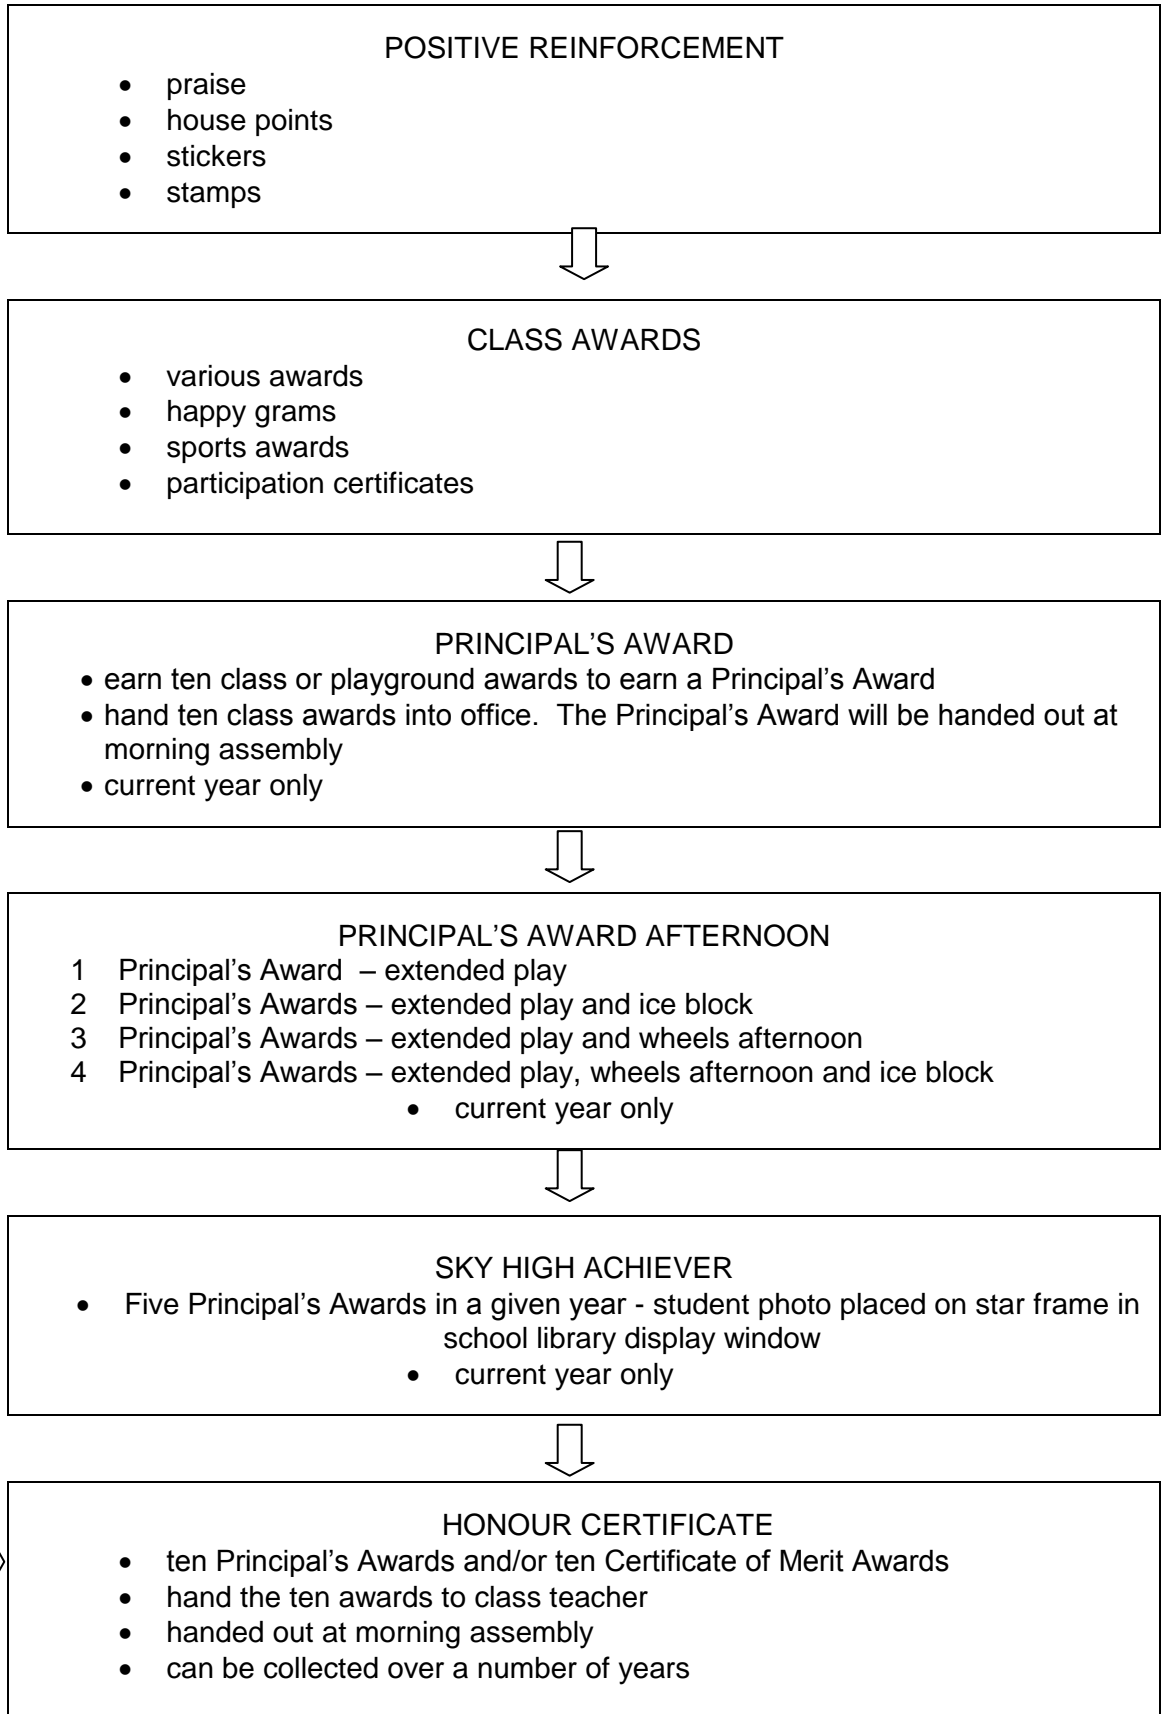 POSITIVE REINFORCEMENT
• praise
• house points
• stickers
• stamps
CLASS AWARDS
• various awards
• happy grams
• sports awards
• participation certificates
PRINCIPAL’S AWARD
• earn ten class or playground awards to earn a Principal’s Award
• hand ten class awards into office.  The Principal’s Award will be handed out at
morning assembly
• current year only
PRINCIPAL’S AWARD AFTERNOON
1 Principal’s Award – extended play
2 Principal’s Awards – extended play and ice block
3 Principal’s Awards – extended play and wheels afternoon
4 Principal’s Awards – extended play, wheels afternoon and ice block
• current year only
SKY HIGH ACHIEVER
• Five Principal’s Awards in a given year - student photo placed on star frame in
school library display window
• current year only
HONOUR CERTIFICATE
• ten Principal’s Awards and/or ten Certificate of Merit Awards
• hand the ten awards to class teacher
• handed out at morning assembly
• can be collected over a number of years